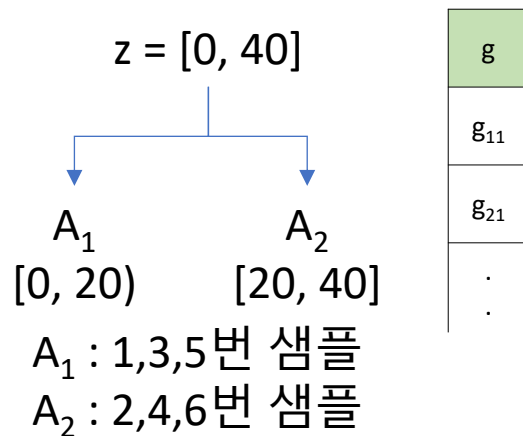 z = [0, 40]
A₁ A₂
[0, 20) [20, 40]
A₁ : 1,3,5번 샘플
A₂ : 2,4,6번 샘플
g
g₁₁
g₂₁
.
.